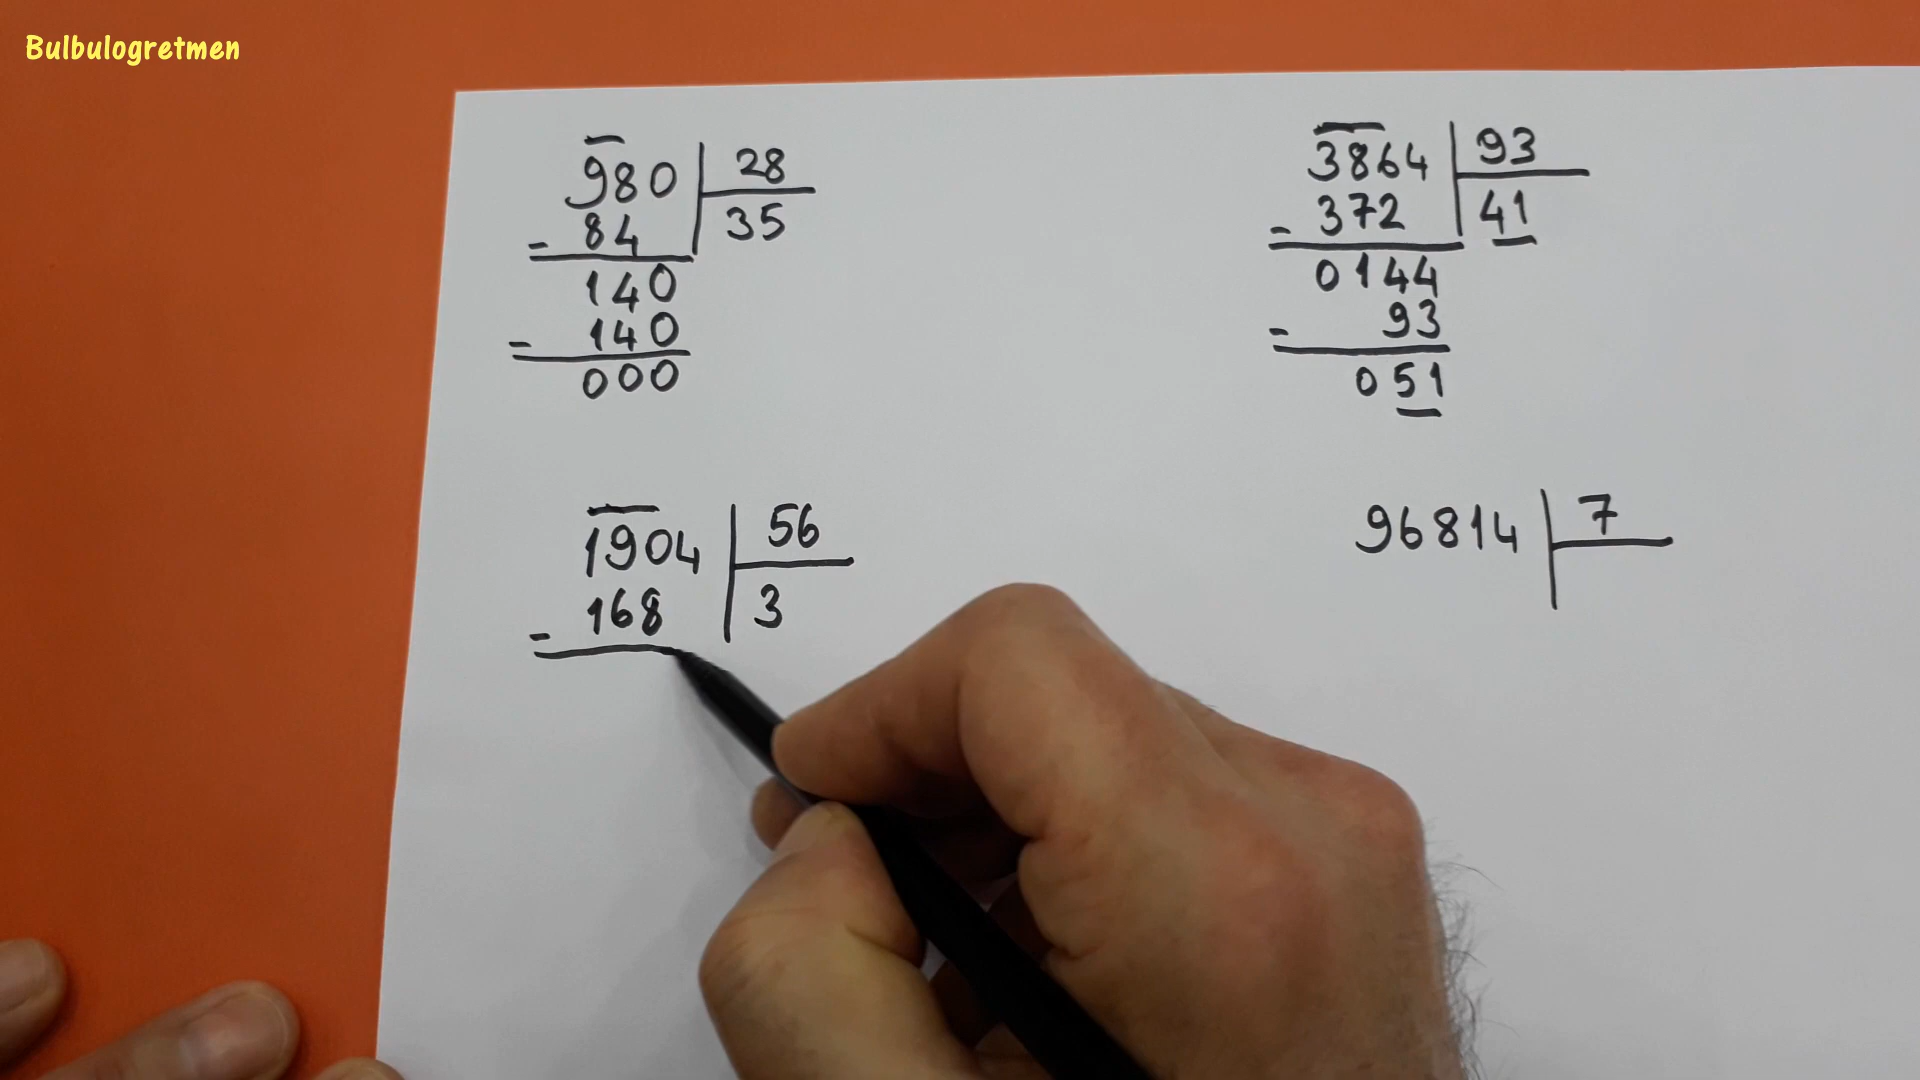 Bulbulogretmen
980 | 28
- 84 | 35
140
- 140
000
3864 | 93
- 372 | 41
0144
- 93
051
1904 | 56
- 168 | 3
96814 | 7